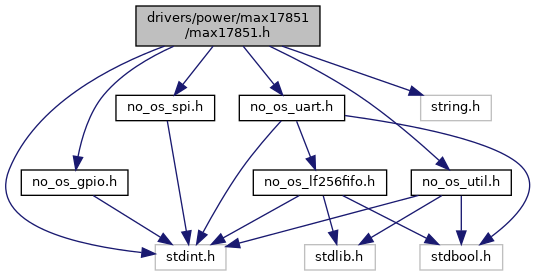 drivers/power/max17851
/max17851.h
no_os_spi.h
no_os_uart.h
string.h
no_os_gpio.h
no_os_lf256fifo.h
no_os_util.h
stdint.h
stdlib.h
stdbool.h